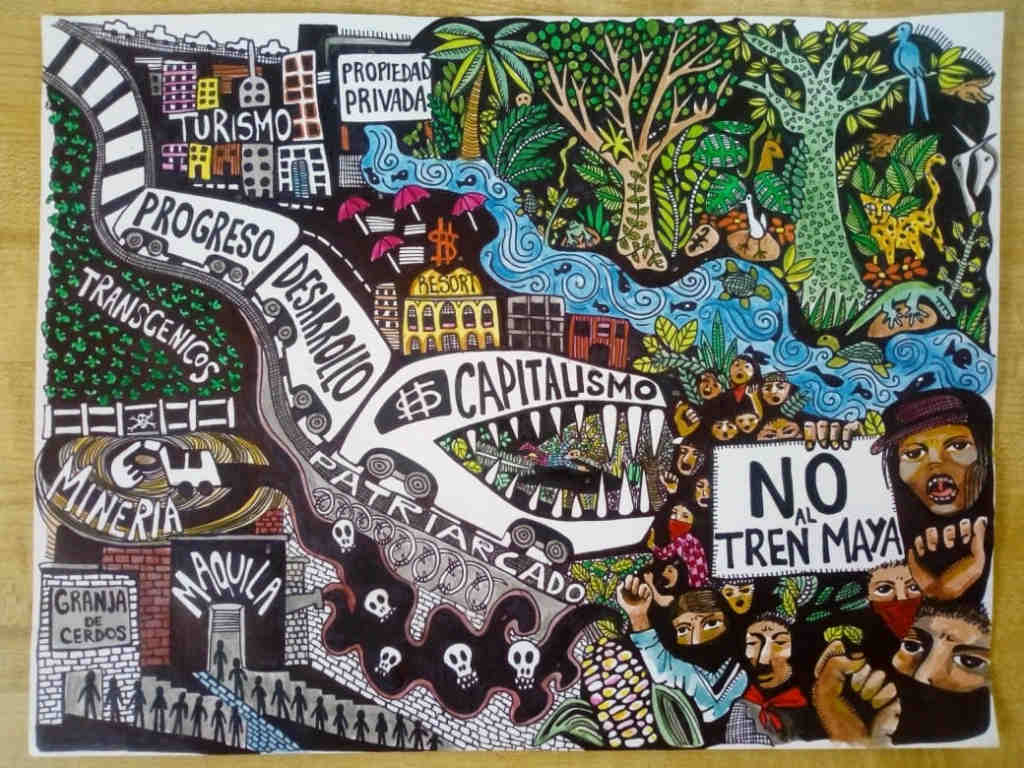 PROPIEDAD
PRIVADA
TURISMO
PROGRESO
DESARROLLO
$
RESORT
TRANSGENICOS
$ CAPITALISMO
NO
AL
TREN MAYA
MINERIA
PATRIARCADO
MAQUILA
GRANJA
DE
CERDOS